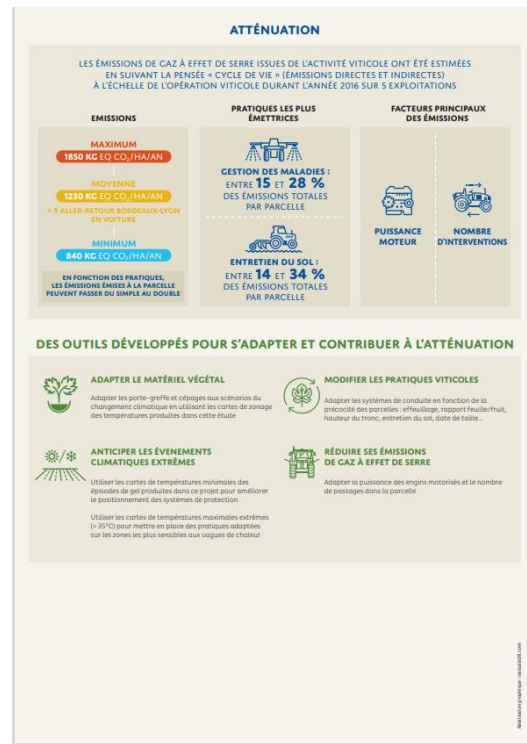 ATTÉNUATION
LES ÉMISSIONS DE GAZ À EFFET DE SERRE ISSUES DE L'ACTIVITÉ VITICOLE ONT ÉTÉ ESTIMÉES
EN SUIVANT LA PENSÉE « CYCLE DE VIE » (ÉMISSIONS DIRECTES ET INDIRECTES)
À L'ÉCHELLE DE L'OPÉRATION VITICOLE DURANT L'ANNÉE 2016 SUR 5 EXPLOITATIONS
EMISSIONS
MAXIMUM
1850 KG EQ CO₂/HA/AN
MOYENNE
1230 KG EQ CO₂/HA/AN
= 9 ALLER-RETOUR BORDEAUX-LYON
EN VOITURE
MINIMUM
840 KG EQ CO₂/HA/AN
EN FONCTION DES PRATIQUES,
LES ÉMISSIONS ÉMISES À LA PARCELLE
PEUVENT PASSER DU SIMPLE AU DOUBLE
PRATIQUES LES PLUS
ÉMETTRICES
GESTION DES MALADIES :
ENTRE 15 ET 28 %
DES ÉMISSIONS TOTALES
PAR PARCELLE
ENTRETIEN DU SOL :
ENTRE 14 ET 34 %
DES ÉMISSIONS TOTALES
PAR PARCELLE
FACTEURS PRINCIPAUX
DES ÉMISSIONS
PUISSANCE
MOTEUR
NOMBRE
D'INTERVENTIONS
DES OUTILS DÉVELOPPÉS POUR S'ADAPTER ET CONTRIBUER À L'ATTÉNUATION
ADAPTER LE MATÉRIEL VÉGÉTAL
Adapter les porte-greffe et cépages aux scénarios du
changement climatique en utilisant les cartes de zonage
des températures produites dans cette étude
MODIFIER LES PRATIQUES VITICOLES
Adapter les systèmes de conduite en fonction de la
précocité des parcelles : effeuillage, rapport feuille/fruit,
hauteur du tronc, entretien du sol, date de taille...
ANTICIPER LES ÉVENEMENTS
CLIMATIQUES EXTRÊMES
Utiliser les cartes de températures minimales des
épisodes de gel produites dans ce projet pour améliorer
le positionnement des systèmes de protection
Utiliser les cartes de températures maximales extrêmes
(> 35°C) pour mettre en place des pratiques adaptées
sur les zones les plus sensibles aux vagues de chaleur
RÉDUIRE SES ÉMISSIONS
DE GAZ À EFFET DE SERRE
Adapter la puissance des engins motorisés et le nombre
de passages dans la parcelle